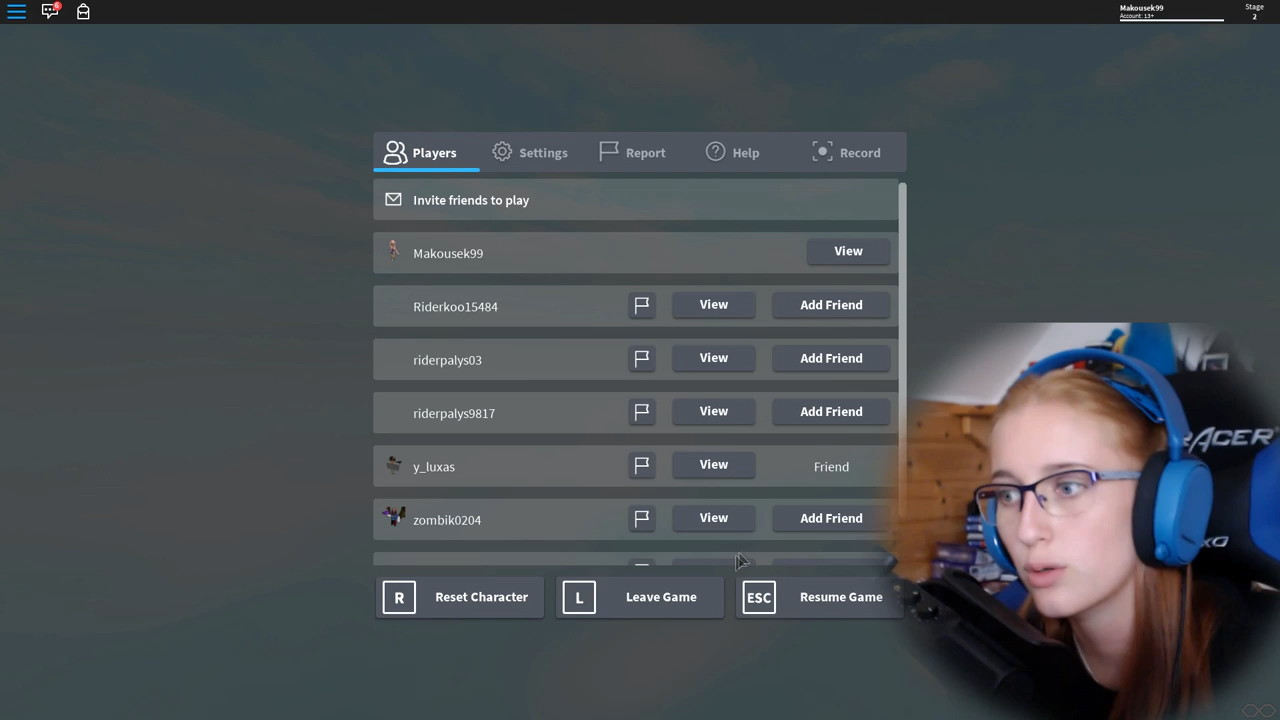 6
Makousek99
Account: 13+
Stage
2
Players
Settings
Report
Help
Record
Invite friends to play
Makousek99
View
Riderkoo15484
View
Add Friend
riderpalys03
View
Add Friend
riderpalys9817
View
Add Friend
y_luxas
View
Friend
zombik0204
View
Add Friend
R
Reset Character
L
Leave Game
ESC
Resume Game